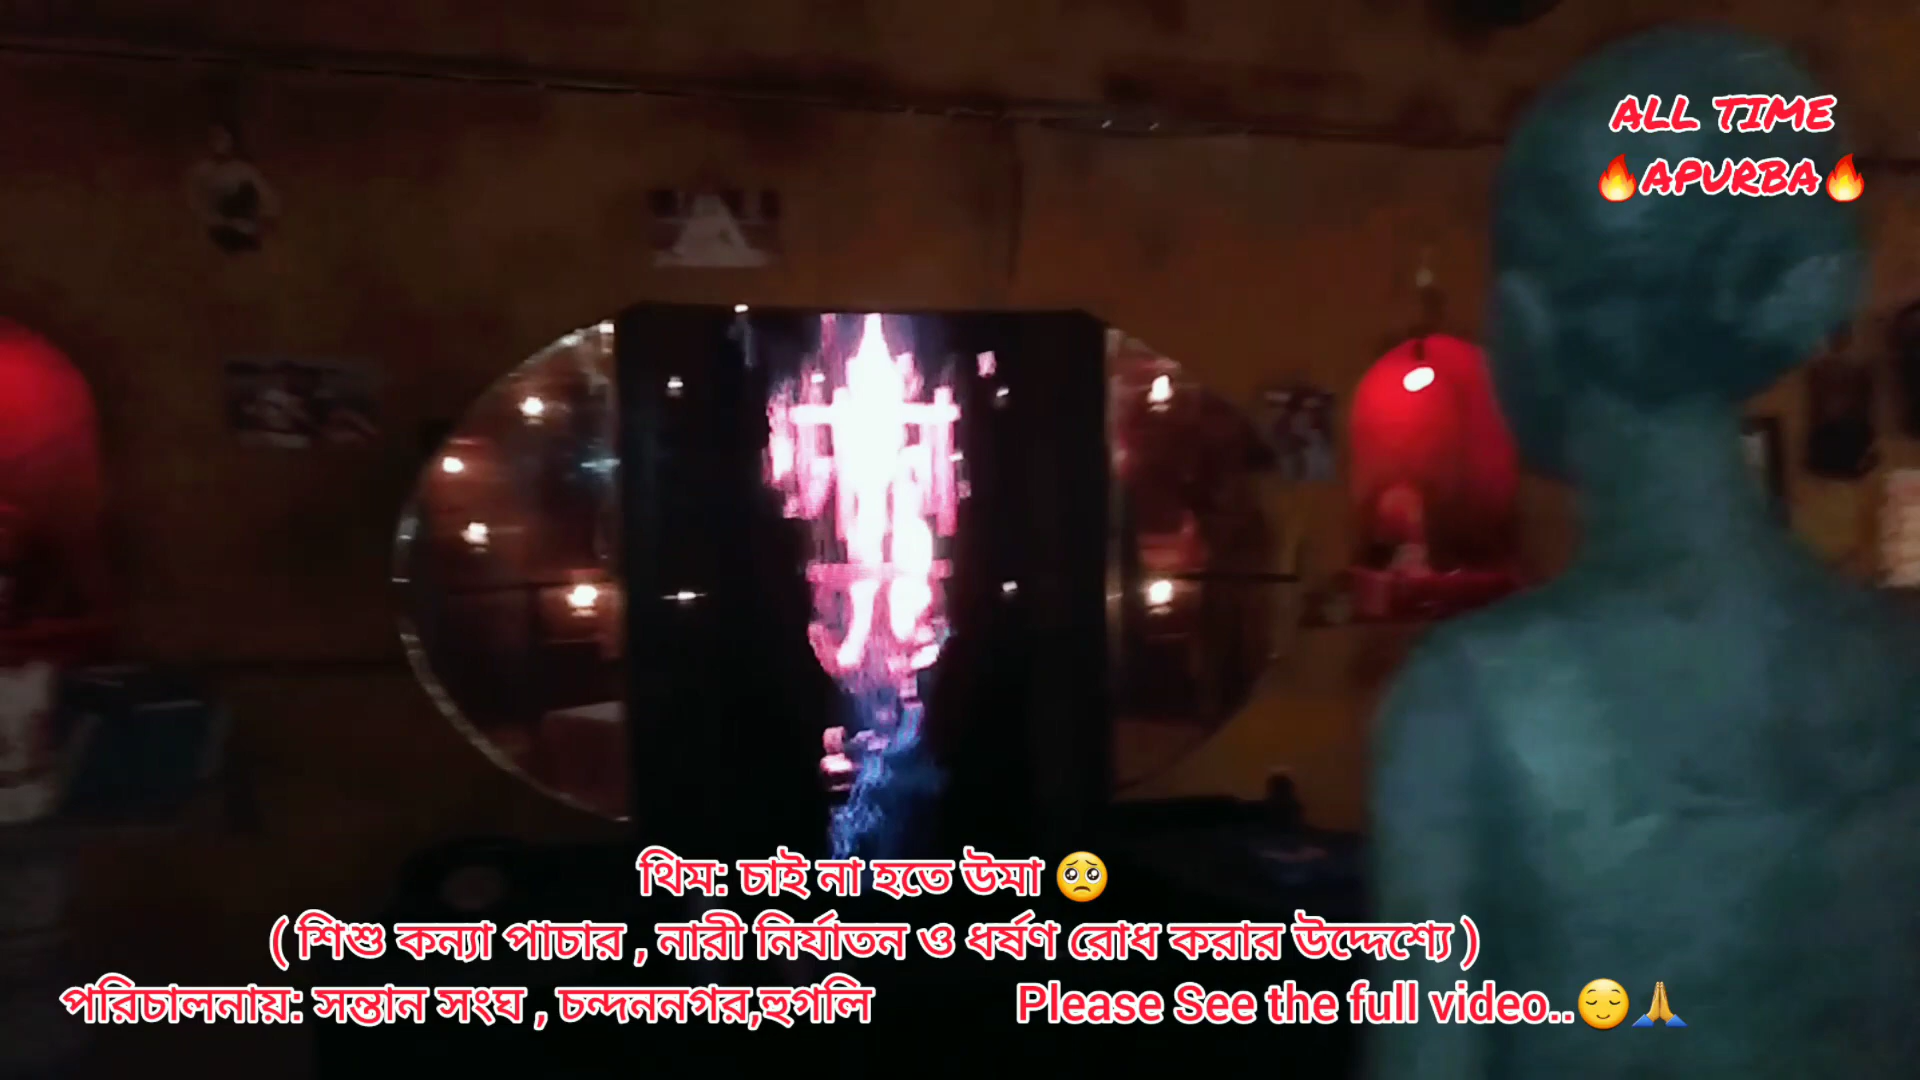 ALL TIME
🔥APURBA🔥
থিম: চাই না হতে উমা 🥺
( শিশু কন্যা পাচার , নারী নির্যাতন ও ধর্ষণ রোধ করার উদ্দেশ্যে )
পরিচালনায়: সন্তান সংঘ , চন্দননগর,হুগলি Please See the full video..😌🙏